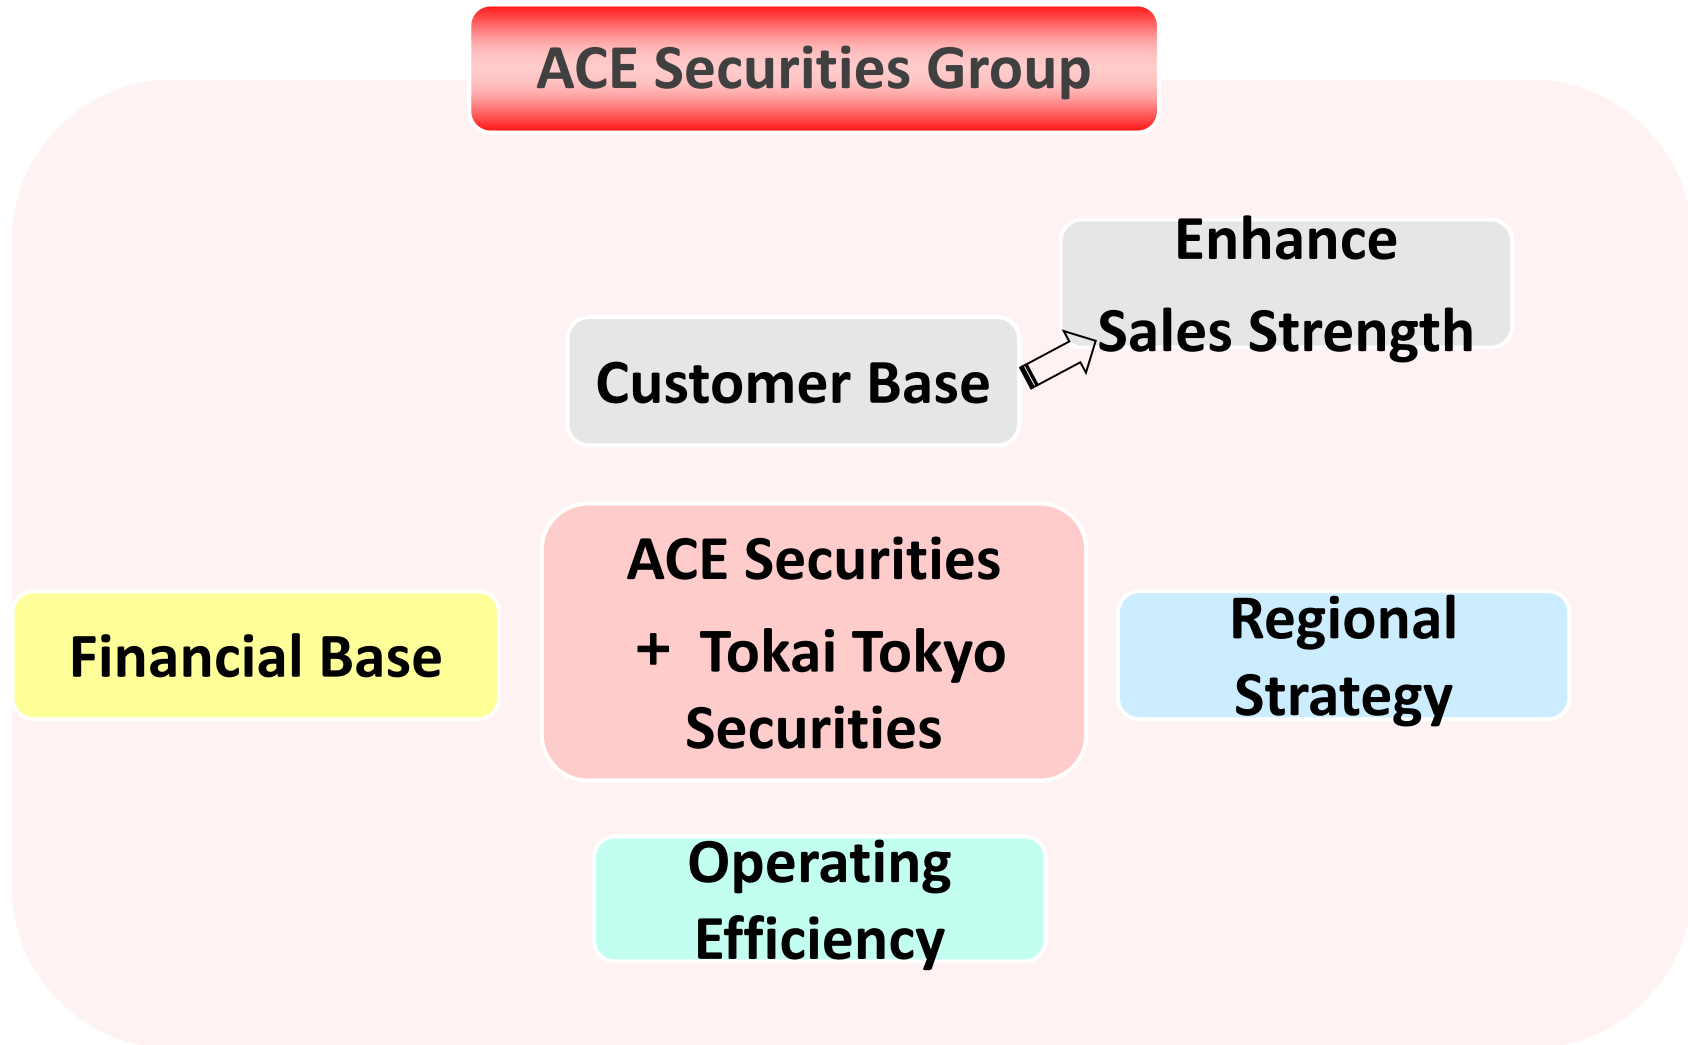 ACE Securities Group
Enhance
Sales Strength
Customer Base
ACE Securities
+ Tokai Tokyo
Securities
Financial Base
Regional
Strategy
Operating
Efficiency